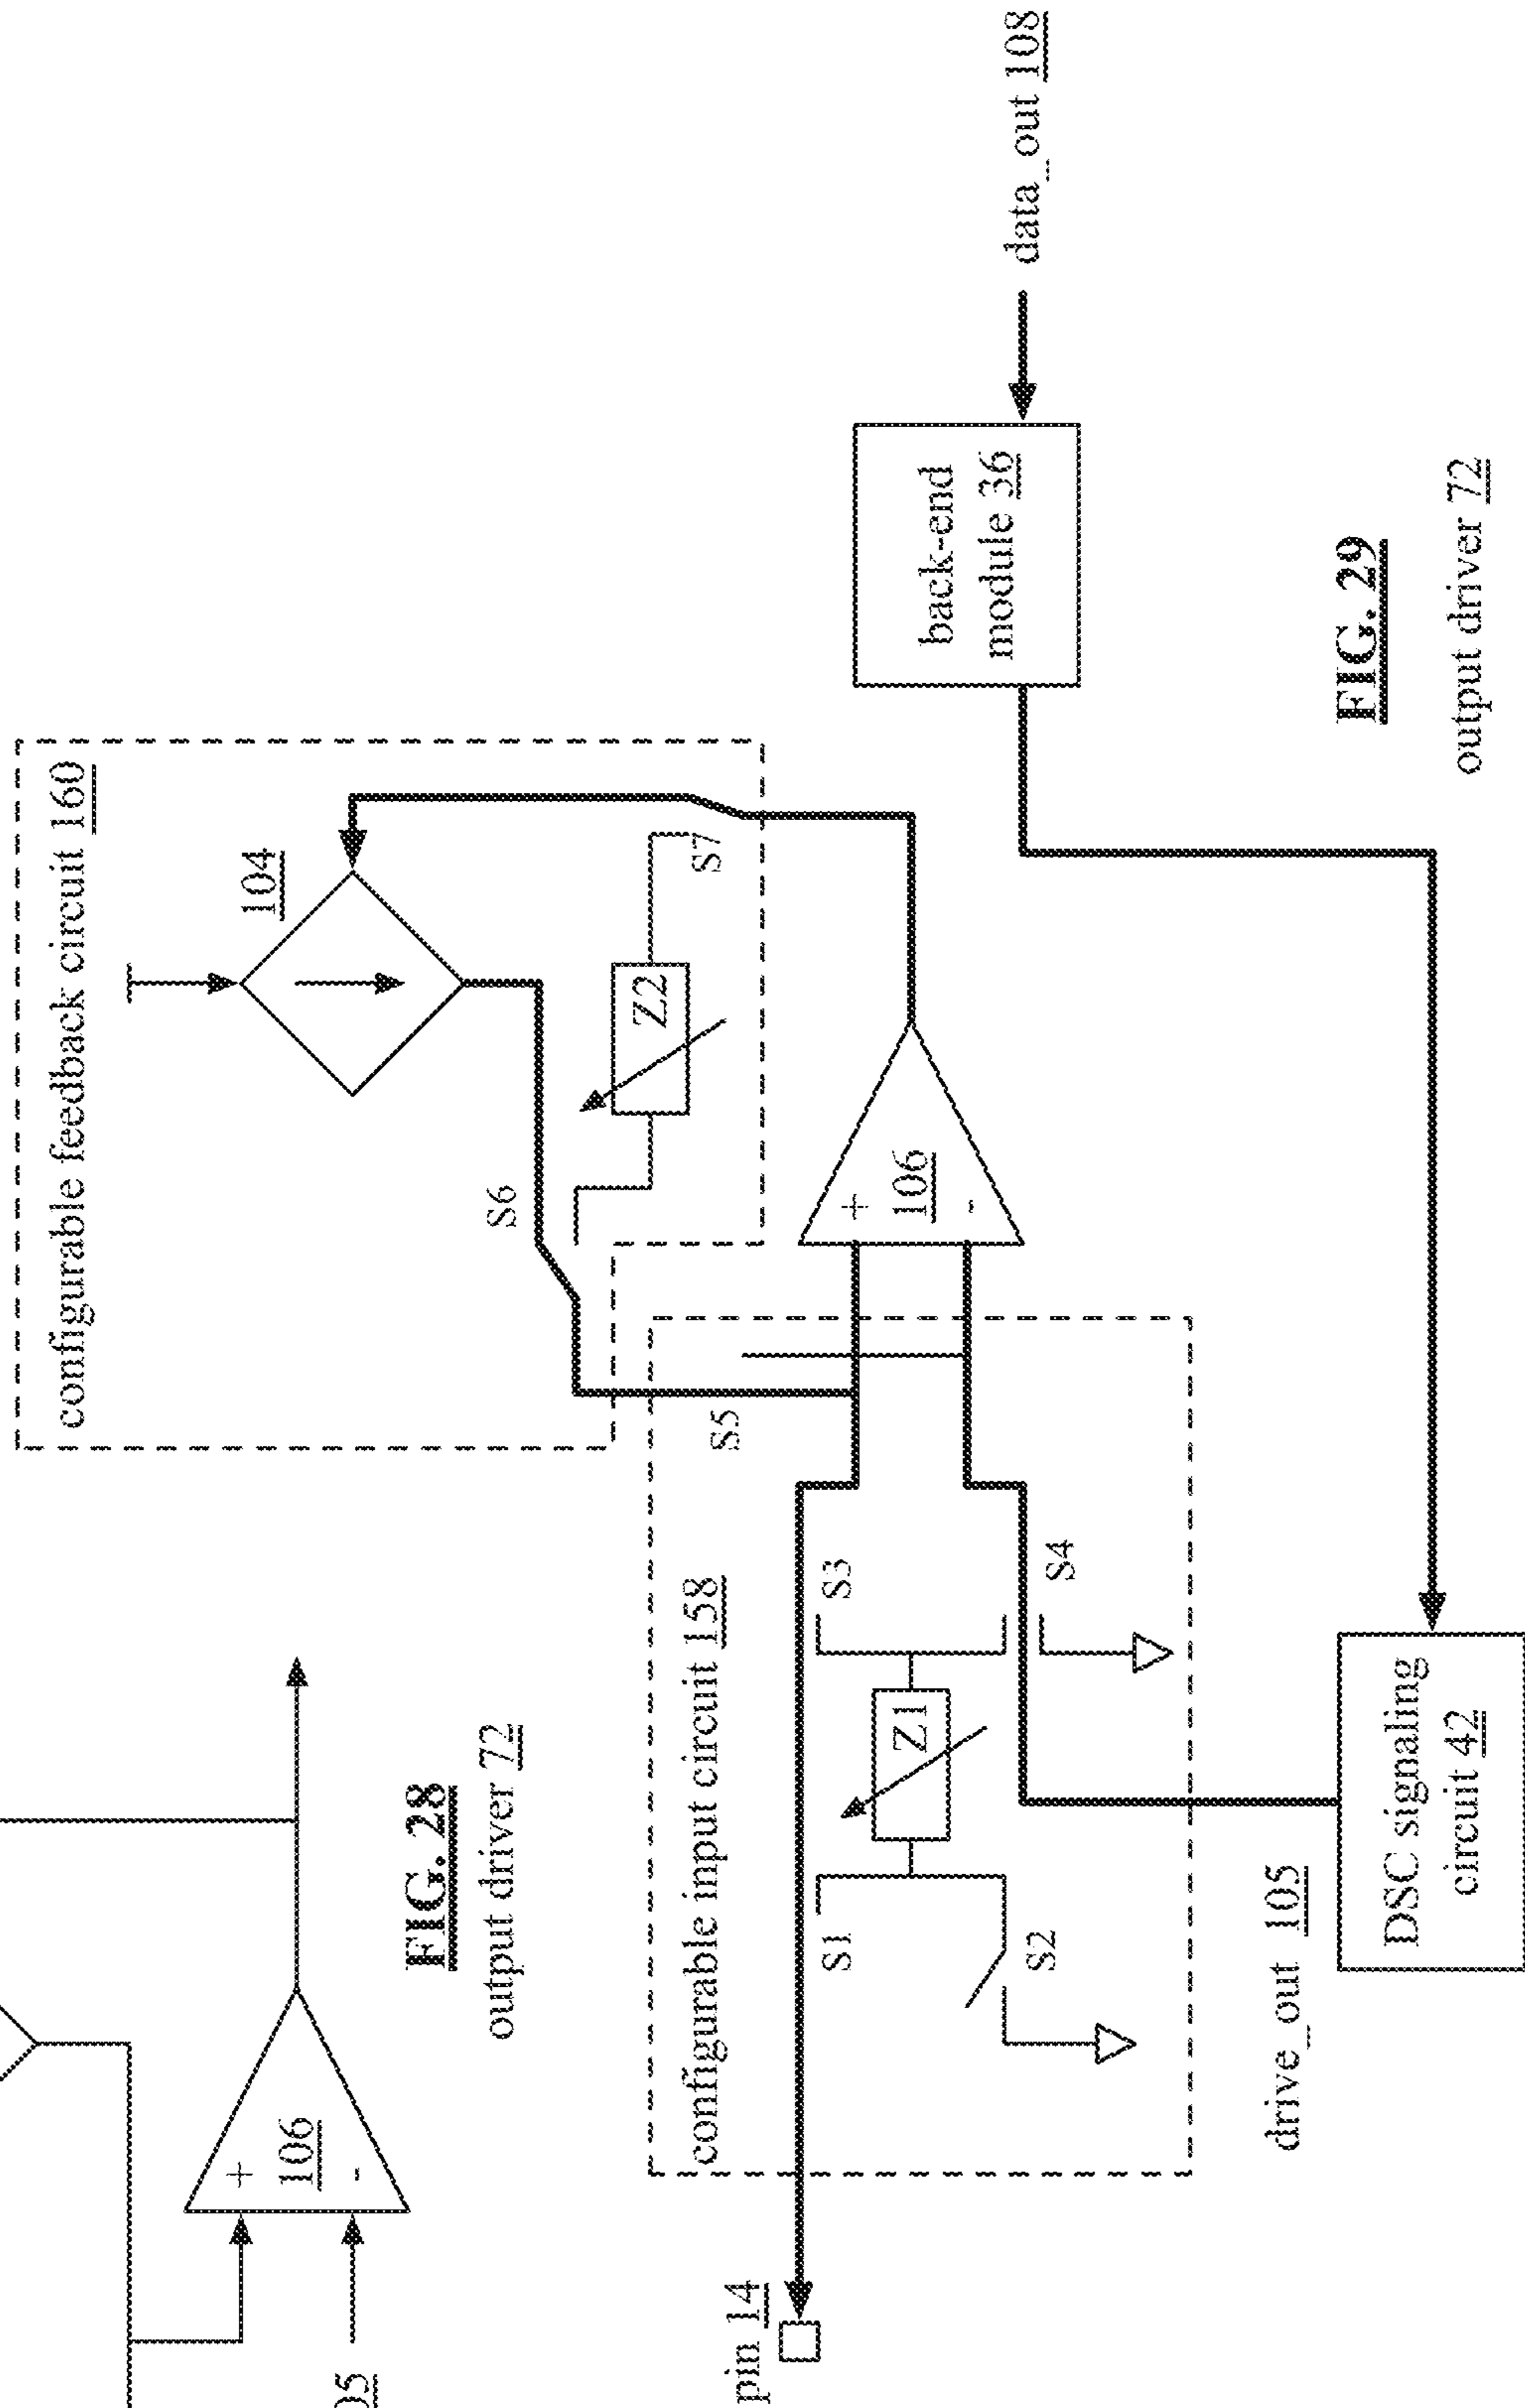 106
+
-
05
FIG. 28
output driver 72
configurable feedback circuit 160
104
S6
Z2
S7
S5
configurable input circuit 158
S1
S3
Z1
S2
S4
+
106
-
pin 14
back-end
module 36
data_out 108
drive_out 105
DSC signaling
circuit 42
FIG. 29
output driver 72